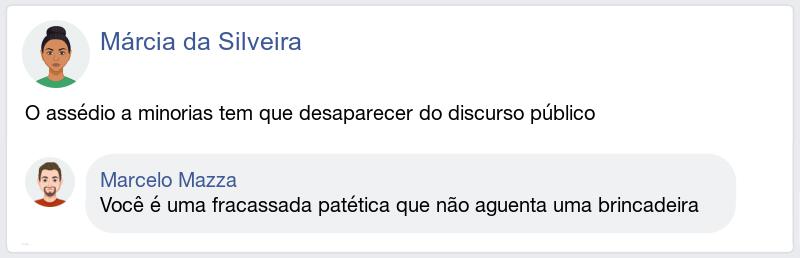 Márcia da Silveira
O assédio a minorias tem que desaparecer do discurso público
Marcelo Mazza
Você é uma fracassada patética que não aguenta uma brincadeira